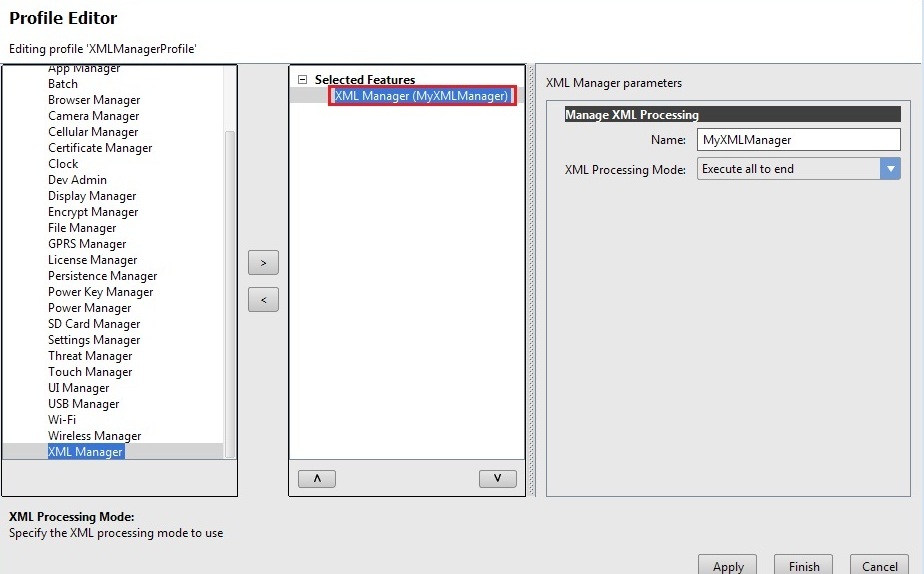 Profile Editor
Editing profile 'XMLManagerProfile'
App Manager
Batch
Browser Manager
Camera Manager
Cellular Manager
Certificate Manager
Clock
Dev Admin
Display Manager
Encrypt Manager
File Manager
GPRS Manager
License Manager
Persistence Manager
Power Key Manager
Power Manager
SD Card Manager
Settings Manager
Threat Manager
Touch Manager
UI Manager
USB Manager
Wi-Fi
Wireless Manager
XML Manager
>
<
Selected Features
XML Manager (MyXMLManager)
XML Manager parameters
Manage XML Processing
Name: MyXMLManager
XML Processing Mode: Execute all to end
XML Processing Mode:
Specify the XML processing mode to use
Apply Finish Cancel